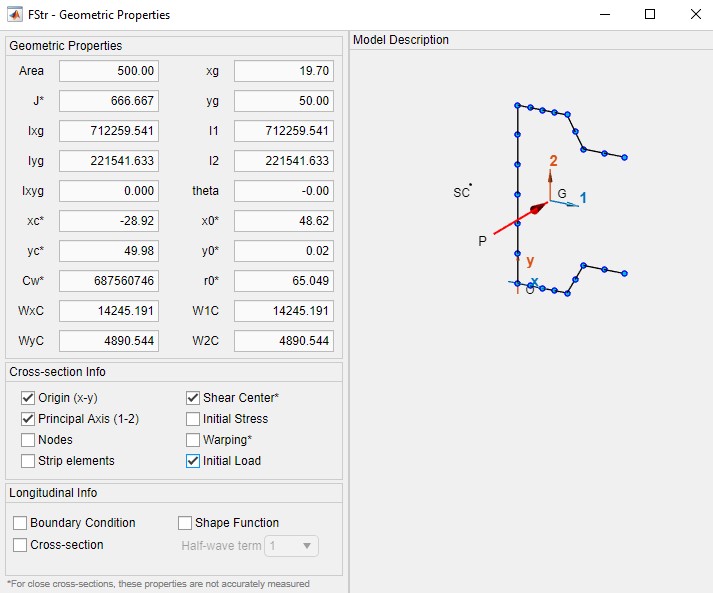 FStr - Geometric Properties
Geometric Properties
Area 500.00 xg 19.70
J* 666.667 yg 50.00
Ixg 712259.541 I1 712259.541
Iyg 221541.633 I2 221541.633
Ixyg 0.000 theta -0.00
xc* -28.92 x0* 48.62
yc* 49.98 y0* 0.02
Cw* 687560746 r0* 65.049
WxC 14245.191 W1C 14245.191
WyC 4890.544 W2C 4890.544
Cross-section Info
Origin (x-y) Shear Center*
Principal Axis (1-2) Initial Stress
Nodes Warping*
Strip elements Initial Load
Longitudinal Info
Boundary Condition Shape Function
Cross-section Half-wave term 1
*For close cross-sections, these properties are not accurately measured
Model Description
2
SC G 1
P
y
x
O